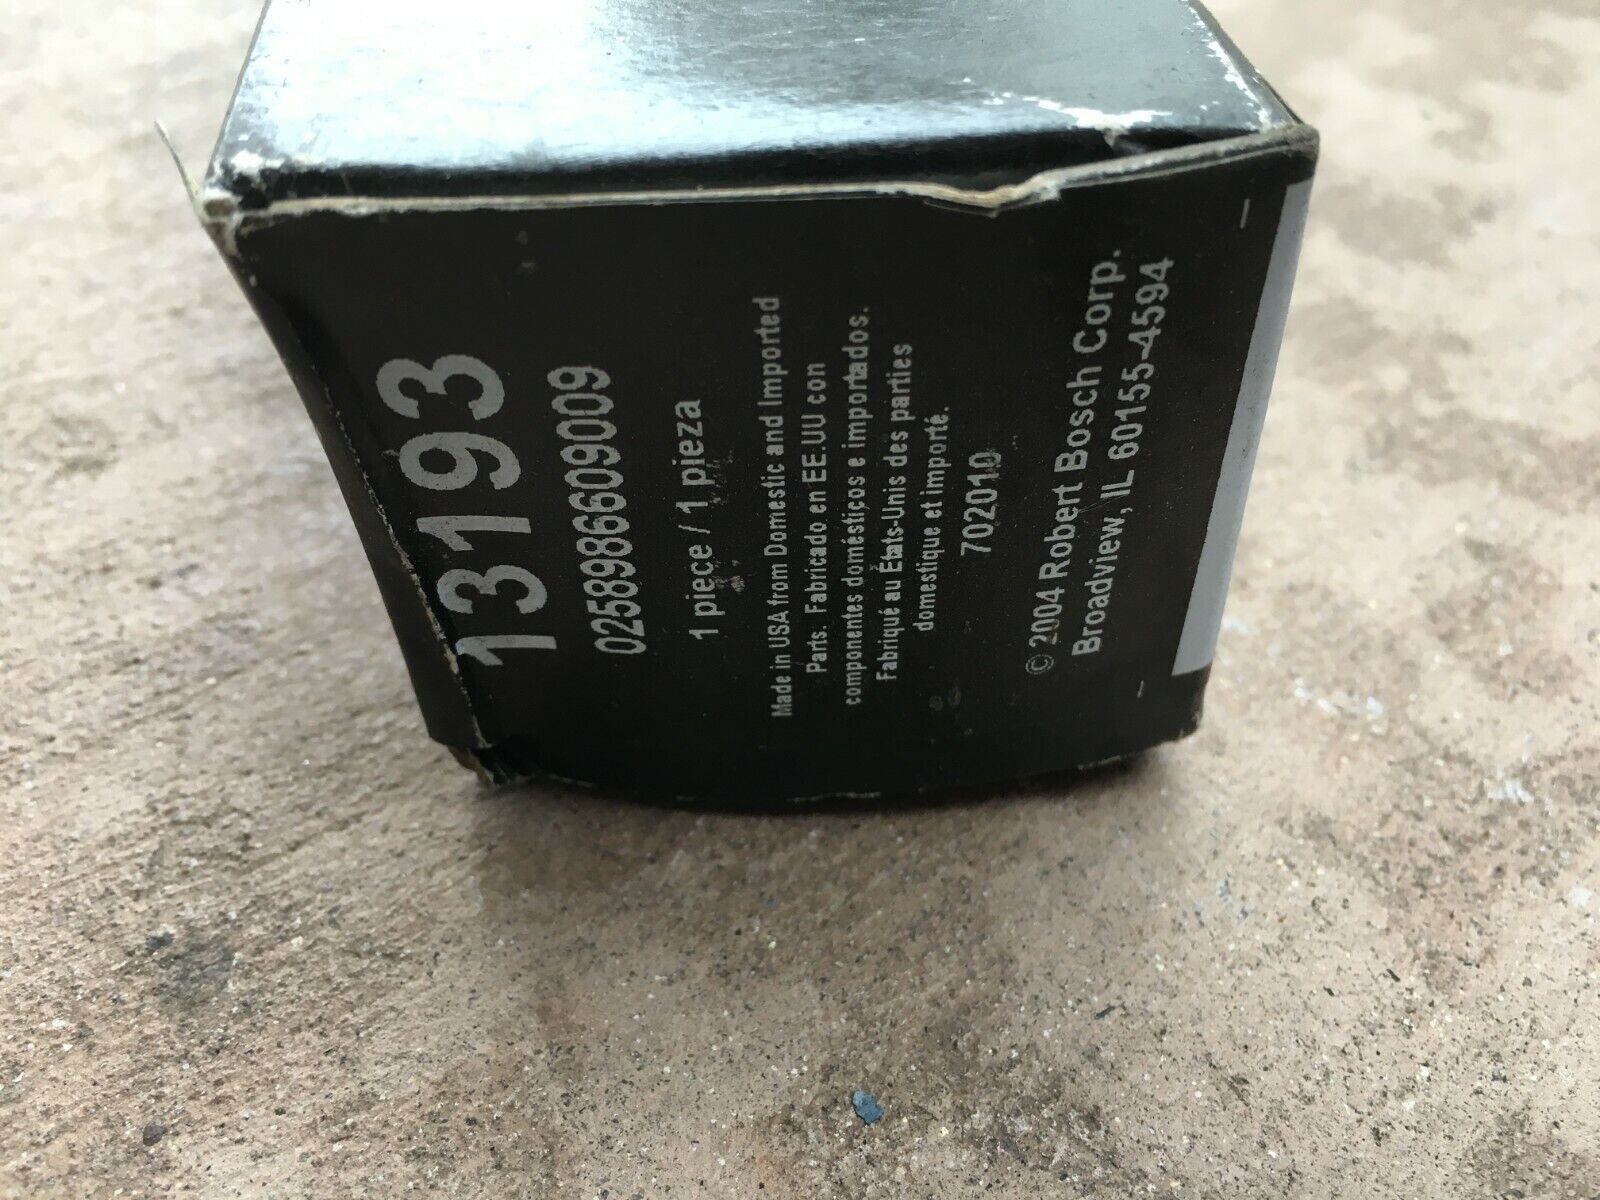 13193
0258986609009
1 piece / 1 pieza
Made in USA from Domestic and Imported
Parts. Fabricado en EE.UU con
componentes domésticos e importados.
Fabriqué au États-Unis des parties
domestique et importé.
702010
© 2004 Robert Bosch Corp.
Broadview, IL 60155-4594